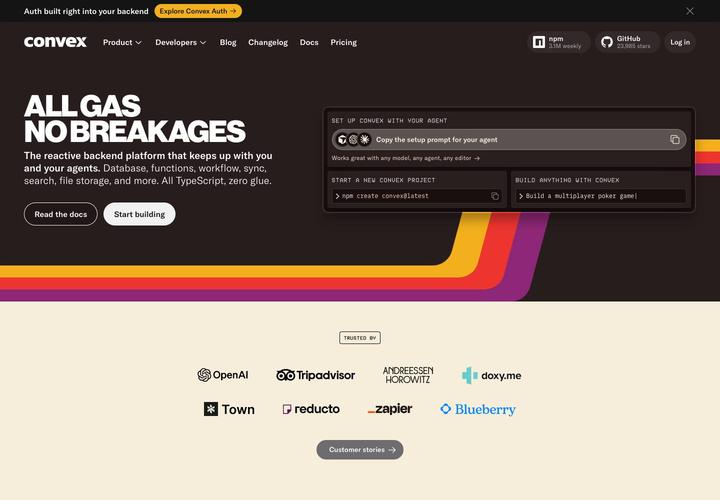 Auth built right into your backend Explore Convex Auth →
convex Product Developers Blog Changelog Docs Pricing
npm
3.1M weekly
GitHub
23,985 stars
Log in
ALL GAS
NO BREAKAGES
The reactive backend platform that keeps up with you
and your agents. Database, functions, workflow, sync,
search, file storage, and more. All TypeScript, zero glue.
Read the docs Start building
SET UP CONVEX WITH YOUR AGENT
Copy the setup prompt for your agent
Works great with any model, any agent, any editor →
START A NEW CONVEX PROJECT
npm create convex@latest
BUILD ANYTHING WITH CONVEX
Build a multiplayer poker game
TRUSTED BY
OpenAI Tripadvisor ANDREESSEN HOROWITZ doxy.me
Town reducto zapier Blueberry
Customer stories →